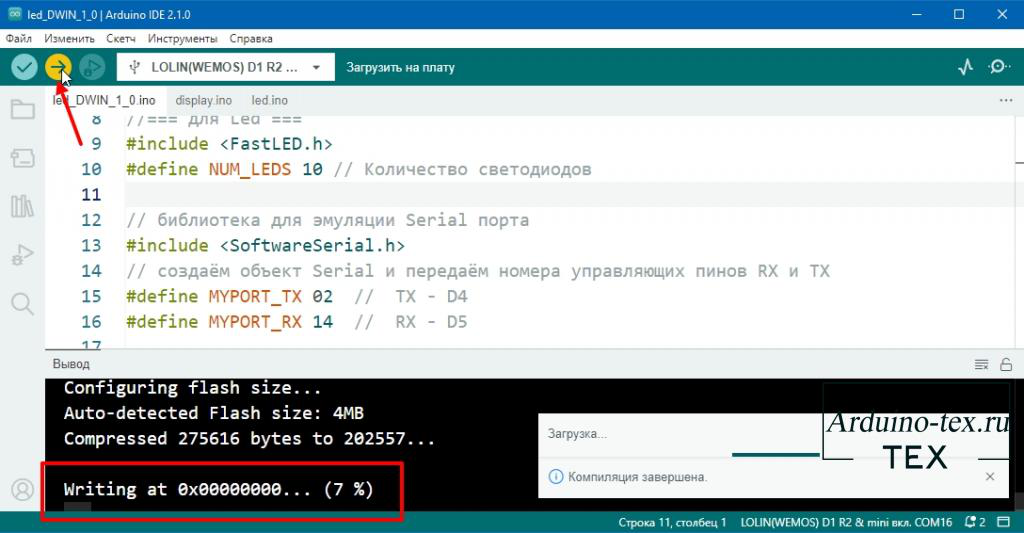 led_DWIN_1_0 | Arduino IDE 2.1.0
Файл Изменить Скетч Инструменты Справка
LOLIN(WEMOS) D1 R2 ... Загрузить на плату
led_DWIN_1_0.ino display.ino led.ino
8 //=== для Led ===
9 #include <FastLED.h>
10 #define NUM_LEDS 10 // Количество светодиодов
11
12 // библиотека для эмуляции Serial порта
13 #include <SoftwareSerial.h>
14 // создаём объект Serial и передаём номера управляющих пинов RX и TX
15 #define MYPORT_TX 02 // TX - D4
16 #define MYPORT_RX 14 // RX - D5
17
Вывод
Configuring flash size...
Auto-detected Flash size: 4MB
Compressed 275616 bytes to 202557...
Writing at 0x00000000... (7 %)
Загрузка...
Компиляция завершена.
Arduino-tex.ru
TEX
Строка 11, столбец 1 LOLIN(WEMOS) D1 R2 & mini вкл. COM16 2